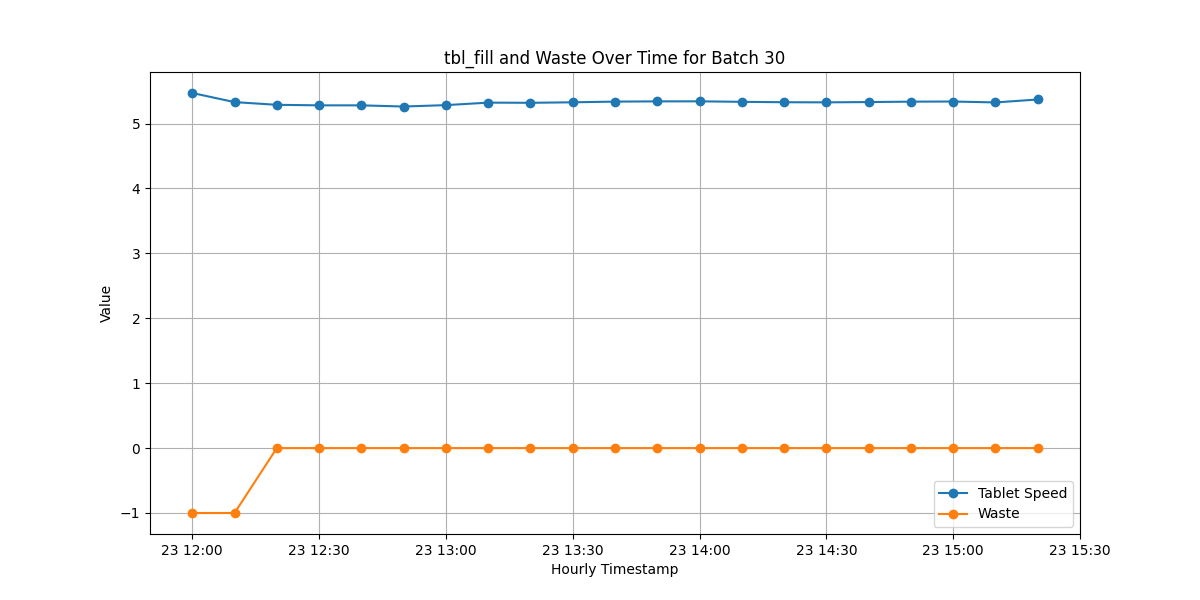 tbl_fill and Waste Over Time for Batch 30
Value
5
4
3
2
1
0
−1
Tablet Speed
Waste
23 12:00 23 12:30 23 13:00 23 13:30 23 14:00 23 14:30 23 15:00 23 15:30
Hourly Timestamp